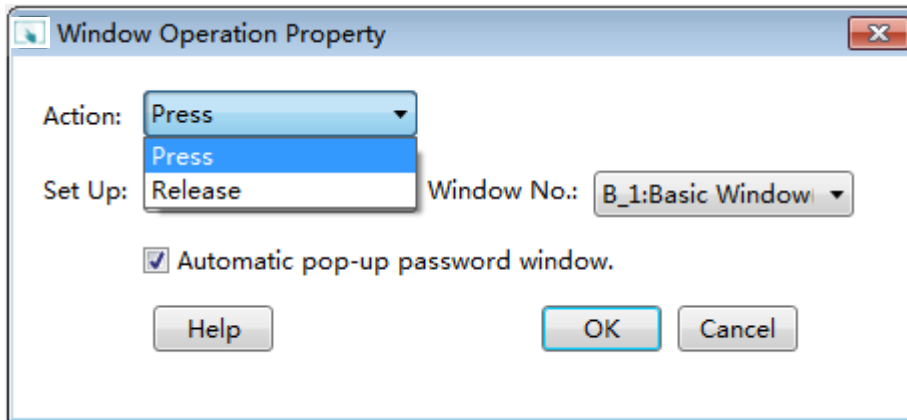 Window Operation Property
Action: Press
Press
Set Up: Release Window No.: B_1:Basic Window
Automatic pop-up password window.
Help OK Cancel